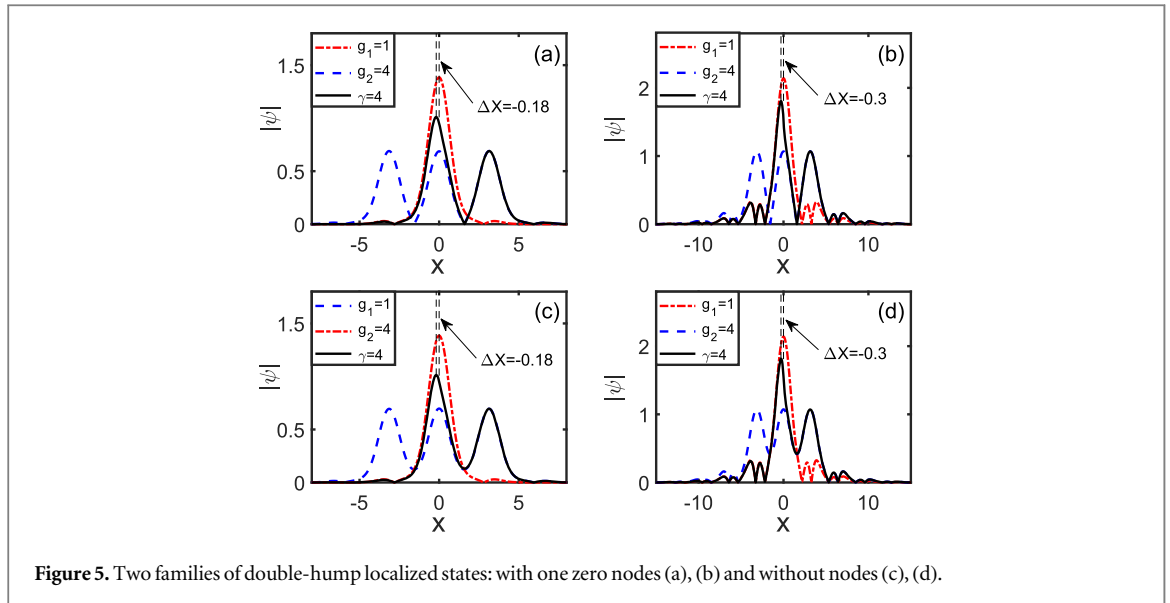 (a)
g1=1
g2=4
γ=4
ΔX=-0.18
1.5
0.5
0
|ψ|
-5 0 5
X
(b)
g1=1
g2=4
γ=4
ΔX=-0.3
2
1
0
|ψ|
-10 0 10
X
(c)
g1=1
g2=4
γ=4
ΔX=-0.18
1.5
0.5
0
|ψ|
-5 0 5
X
(d)
g1=1
g2=4
γ=4
ΔX=-0.3
2
1
0
|ψ|
-10 0 10
X
Figure 5. Two families of double-hump localized states: with one zero nodes (a), (b) and without nodes (c), (d).